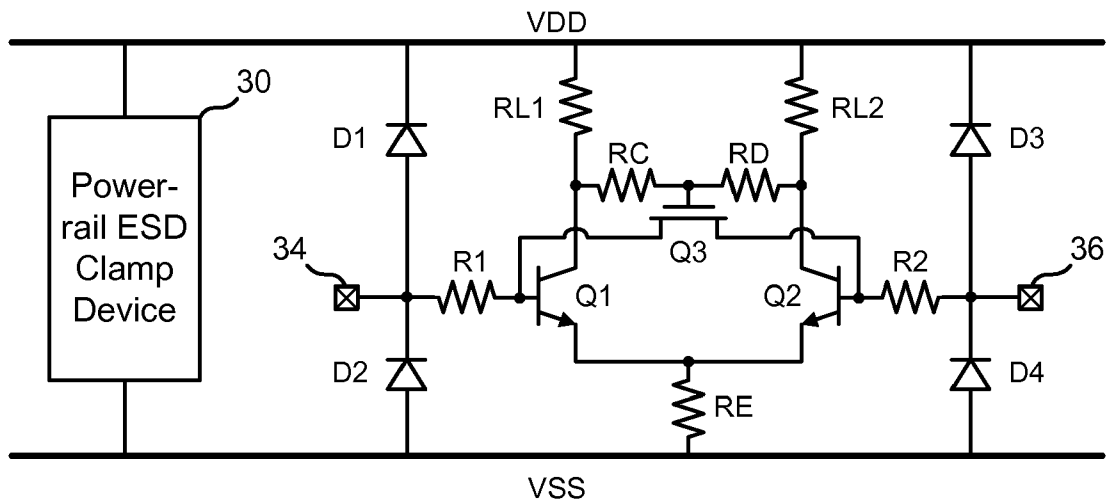 VDD
30
RL1
RL2
D1
D3
RC
RD
Power-
rail ESD
Clamp
Device
34
R1
Q3
R2
36
Q1
Q2
D2
D4
RE
VSS